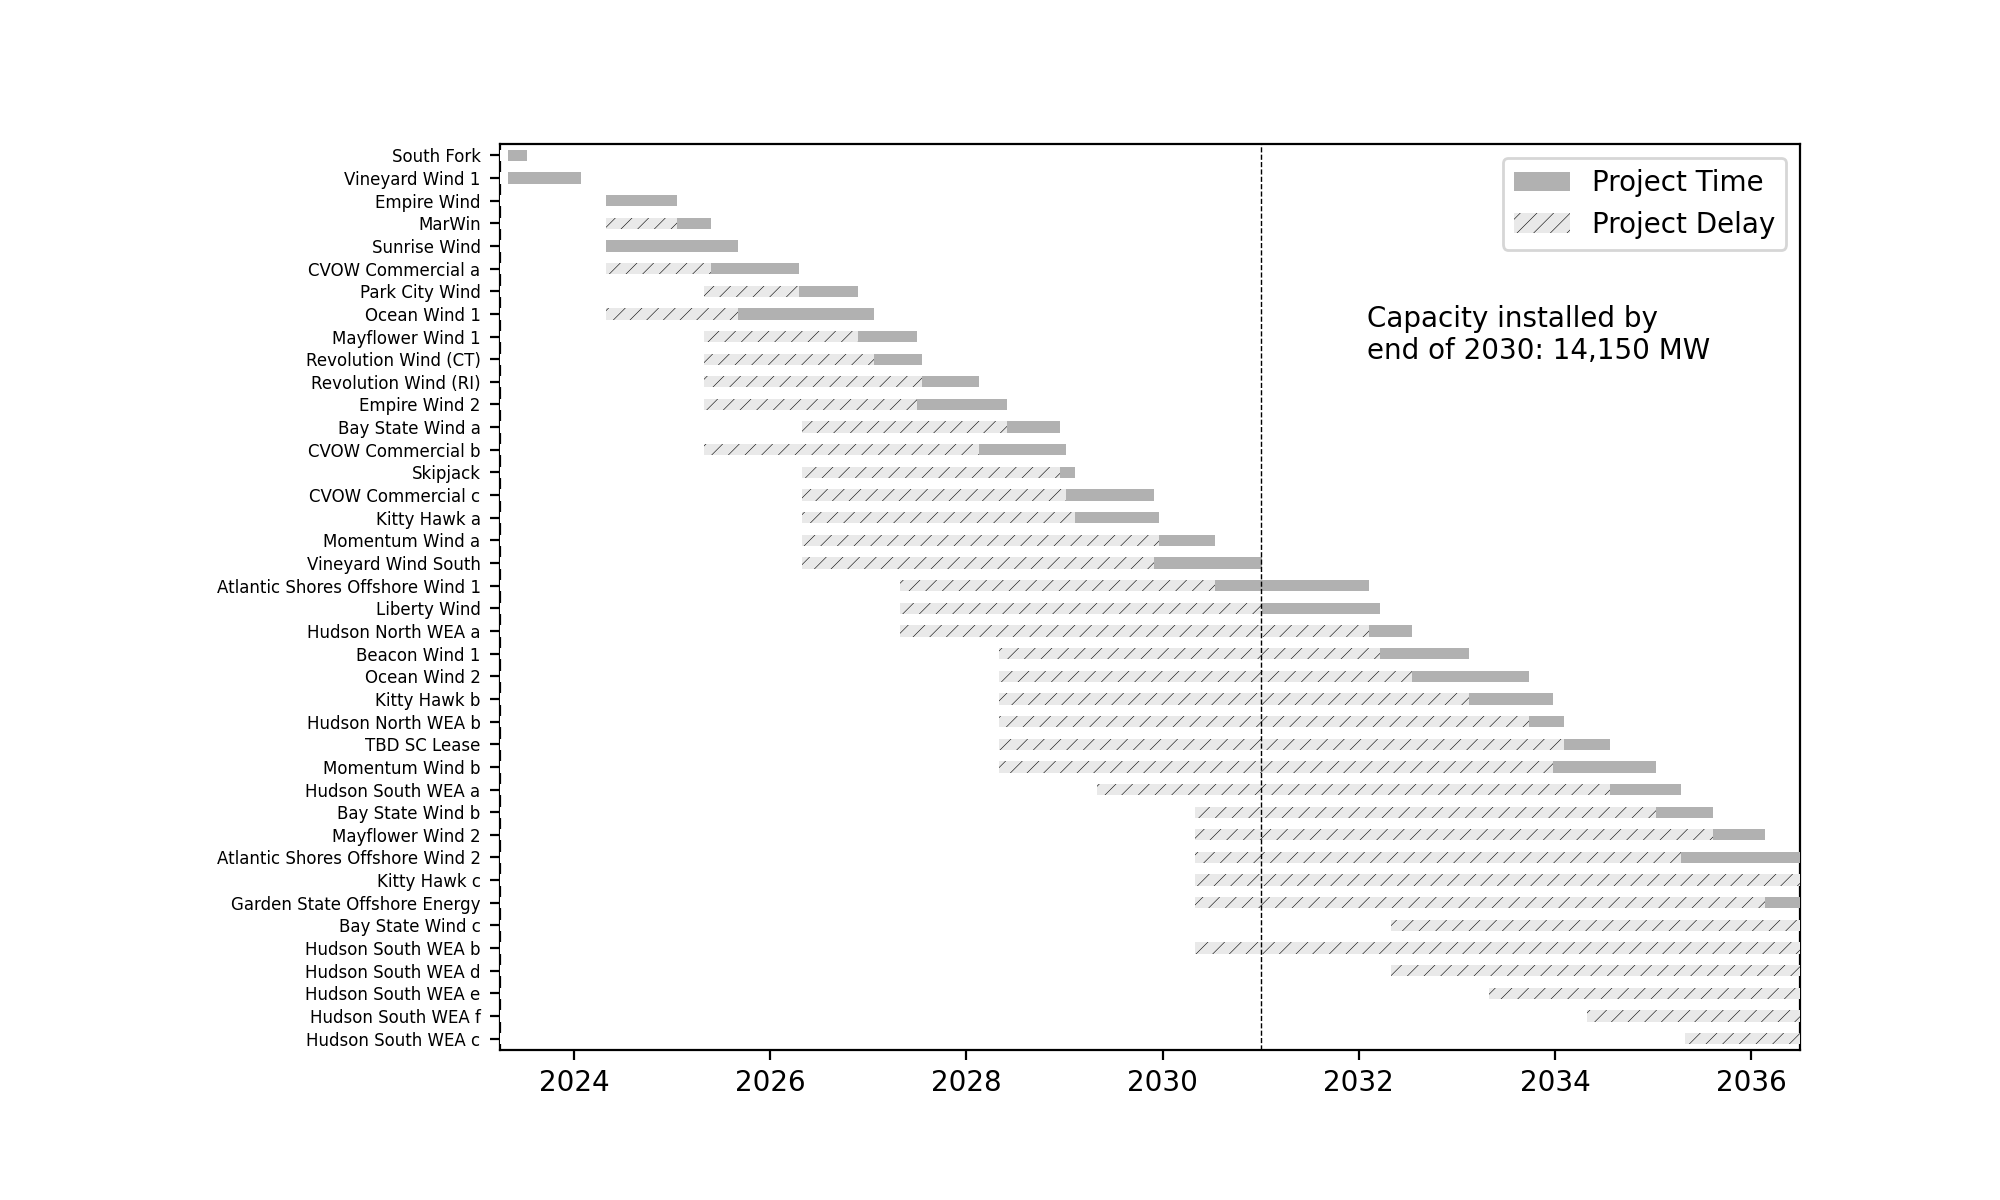 South Fork
Vineyard Wind 1
Empire Wind
MarWin
Sunrise Wind
CVOW Commercial a
Park City Wind
Ocean Wind 1
Mayflower Wind 1
Revolution Wind (CT)
Revolution Wind (RI)
Empire Wind 2
Bay State Wind a
CVOW Commercial b
Skipjack
CVOW Commercial c
Kitty Hawk a
Momentum Wind a
Vineyard Wind South
Atlantic Shores Offshore Wind 1
Liberty Wind
Hudson North WEA a
Beacon Wind 1
Ocean Wind 2
Kitty Hawk b
Hudson North WEA b
TBD SC Lease
Momentum Wind b
Hudson South WEA a
Bay State Wind b
Mayflower Wind 2
Atlantic Shores Offshore Wind 2
Kitty Hawk c
Garden State Offshore Energy
Bay State Wind c
Hudson South WEA b
Hudson South WEA d
Hudson South WEA e
Hudson South WEA f
Hudson South WEA c
Project Time
Project Delay
Capacity installed by
end of 2030: 14,150 MW
2024 2026 2028 2030 2032 2034 2036